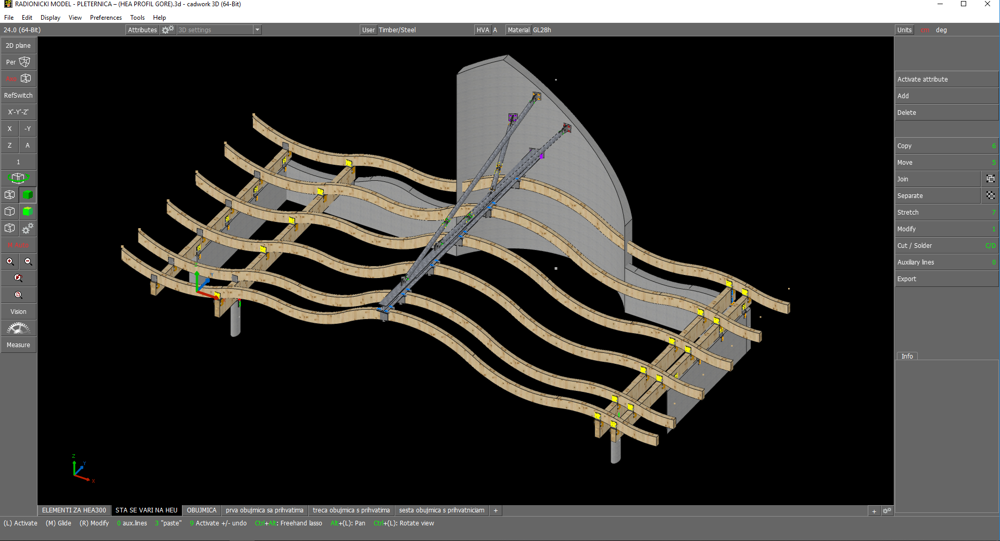 RADIONICKI MODEL - PLETERNICA – (HEA PROFIL GORE).3d - cadwork 3D (64-Bit)
File Edit Display View Preferences Tools Help
24.0 (64-Bit) Attributes 3D settings User Timber/Steel HVA A Material GL28h Units cm deg
2D plane
Per
Axo
RefSwitch
X'-Y'-Z'
X -Y
Z A
1
Vision
Measure
Activate attribute
Add
Delete
Copy 6
Move 5
Join
Separate
Stretch 7
Modify 1
Cut / Solder C/D
Auxiliary lines 0
Export
Info
Z
Y
X
ELEMENTI ZA HEA300 STA SE VARI NA HEU OBUJMICA prva obujmica sa prihvatima treca obujmica s prihvatima sesta obujmica s prihvatniciam + +
(L) Activate (M) Glide (R) Modify 0 aux.lines 3 "paste" 9 Activate +/- undo Ctrl+Alt: Freehand lasso Alt+(L): Pan Ctrl+(L): Rotate view